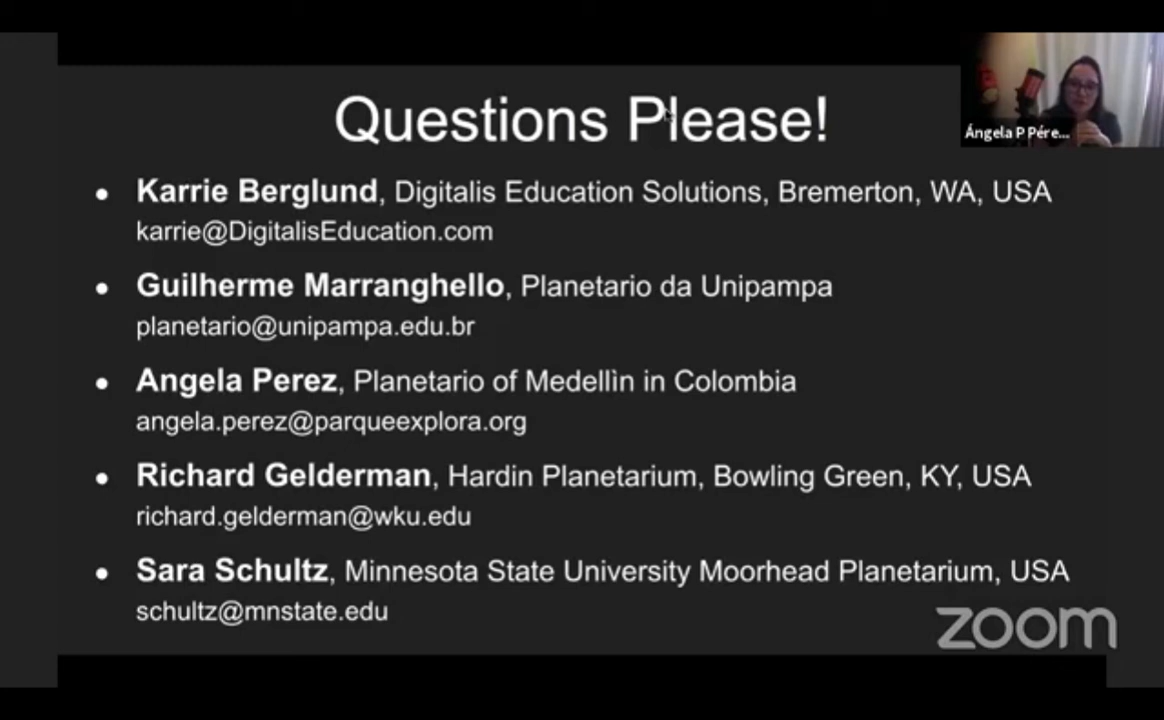 Questions Please!
Ángela P Pére...
Karrie Berglund, Digitalis Education Solutions, Bremerton, WA, USA
karrie@DigitalisEducation.com
Guilherme Marranghello, Planetario da Unipampa
planetario@unipampa.edu.br
Angela Perez, Planetario of Medellìn in Colombia
angela.perez@parqueexplora.org
Richard Gelderman, Hardin Planetarium, Bowling Green, KY, USA
richard.gelderman@wku.edu
Sara Schultz, Minnesota State University Moorhead Planetarium, USA
schultz@mnstate.edu
zoom